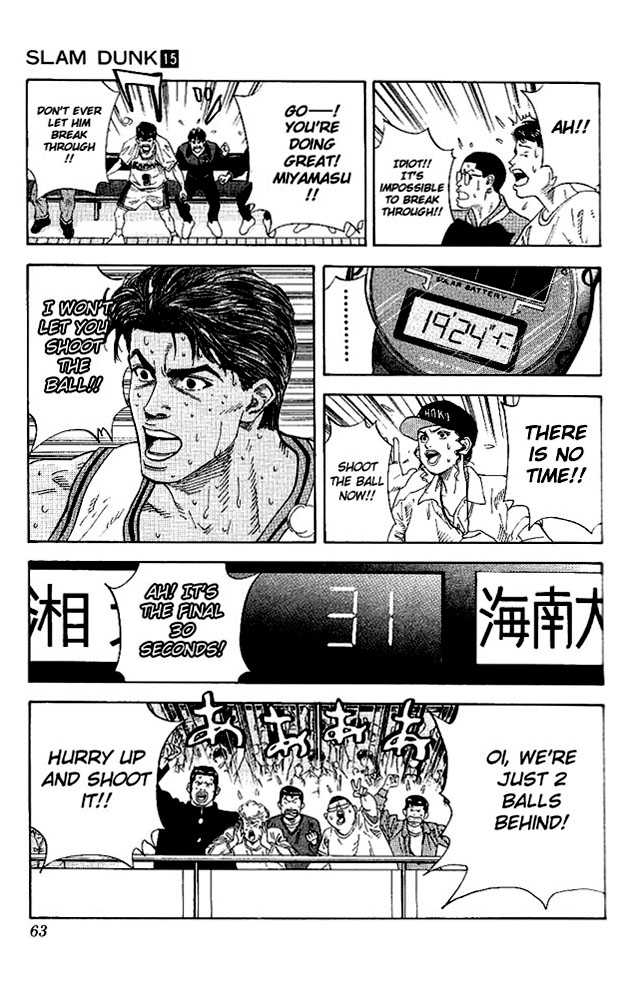 SLAM DUNK 15
AH!!
IDIOT!!
IT'S
IMPOSSIBLE
TO BREAK
THROUGH!!
GO—!
YOU'RE
DOING
GREAT!
MIYAMASU
!!
DON'T EVER
LET HIM
BREAK
THROUGH
!!
SOLAR BATTERY
19'24"
........
I WON'T
LET YOU
SHOOT
THE
BALL!!
THERE
IS NO
TIME!!
SHOOT
THE BALL
NOW!!
海南大
31
AH! IT'S
THE FINAL
30
SECONDS!
湘
OI, WE'RE
JUST 2
BALLS
BEHIND!
あああぁ
HURRY UP
AND SHOOT
IT!!
63